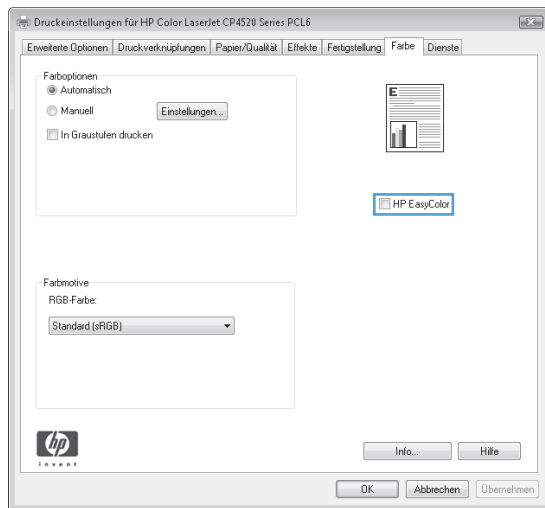 Druckeinstellungen für HP Color LaserJet CP4520 Series PCL6
Erweiterte Optionen Druckverknüpfungen Papier/Qualität Effekte Fertigstellung Farbe Dienste
Farboptionen
Automatisch
Manuell Einstellungen...
In Graustufen drucken
E
HP EasyColor
Farbmotive
RGB-Farbe:
Standard (sRGB)
hp
invent
Info... Hilfe
OK Abbrechen Übernehmen